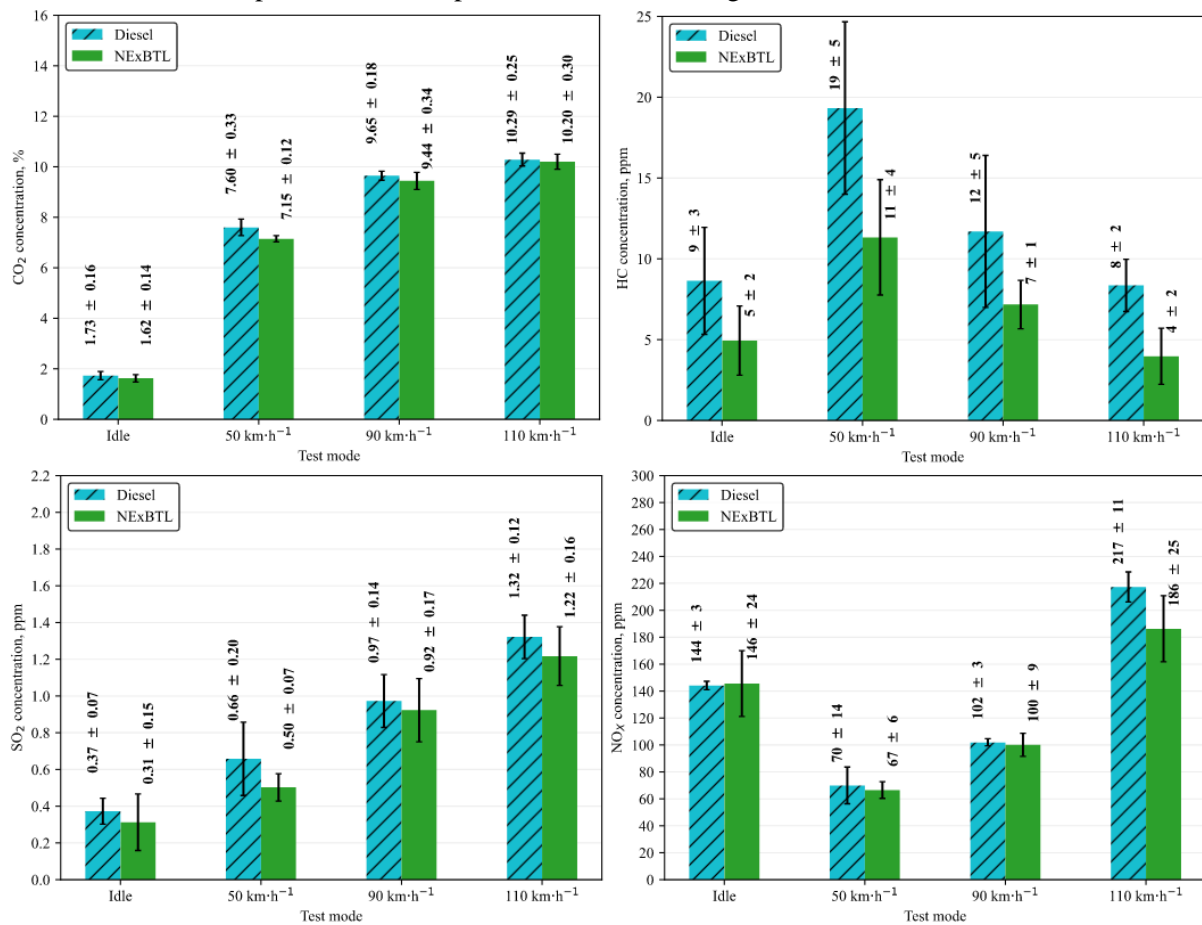 16
14
12
10
8
6
4
2
0
CO₂ concentration, %
Diesel
NExBTL
1.73 ± 0.16
1.62 ± 0.14
7.60 ± 0.33
7.15 ± 0.12
9.65 ± 0.18
9.44 ± 0.34
10.29 ± 0.25
10.20 ± 0.30
Idle
50 km·h⁻¹
90 km·h⁻¹
110 km·h⁻¹
Test mode
25
20
15
10
5
0
HC concentration, ppm
Diesel
NExBTL
9 ± 3
5 ± 2
19 ± 5
11 ± 4
12 ± 5
7 ± 1
8 ± 2
4 ± 2
Idle
50 km·h⁻¹
90 km·h⁻¹
110 km·h⁻¹
Test mode
2.2
2.0
1.8
1.6
1.4
1.2
1.0
0.8
0.6
0.4
0.2
0.0
SO₂ concentration, ppm
Diesel
NExBTL
0.37 ± 0.07
0.31 ± 0.15
0.66 ± 0.20
0.50 ± 0.07
0.97 ± 0.14
0.92 ± 0.17
1.32 ± 0.12
1.22 ± 0.16
Idle
50 km·h⁻¹
90 km·h⁻¹
110 km·h⁻¹
Test mode
300
280
260
240
220
200
180
160
140
120
100
80
60
40
20
0
NOₓ concentration, ppm
Diesel
NExBTL
144 ± 3
146 ± 24
70 ± 14
67 ± 6
102 ± 3
100 ± 9
217 ± 11
186 ± 25
Idle
50 km·h⁻¹
90 km·h⁻¹
110 km·h⁻¹
Test mode